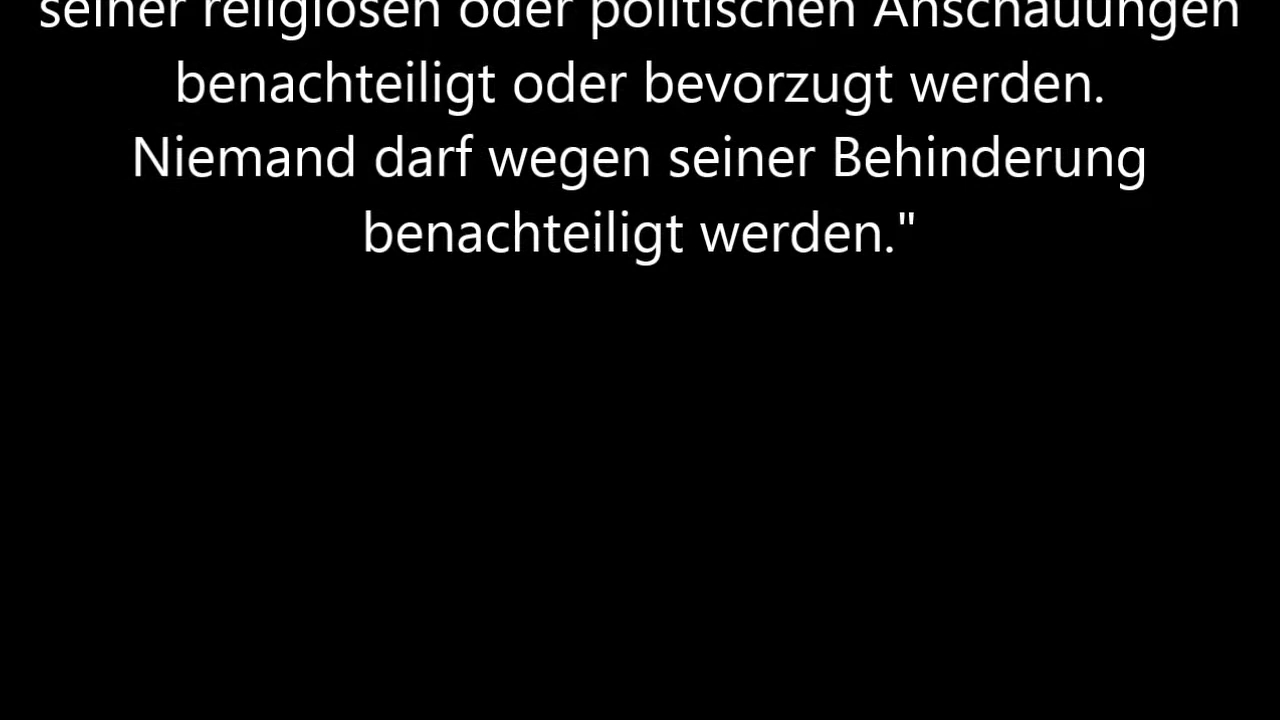 seiner religiösen oder politischen Anschauungen
benachteiligt oder bevorzugt werden.
Niemand darf wegen seiner Behinderung
benachteiligt werden."